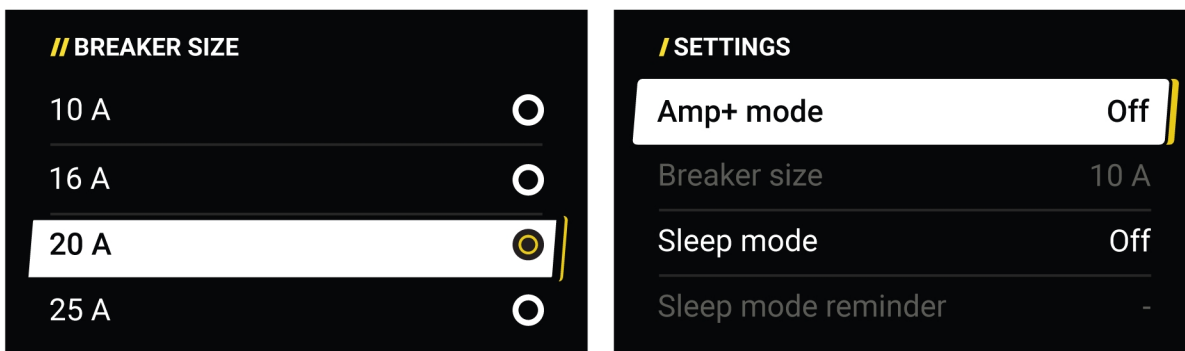 // BREAKER SIZE
10 A
16 A
20 A
25 A
/ SETTINGS
Amp+ mode Off
Breaker size 10 A
Sleep mode Off
Sleep mode reminder -